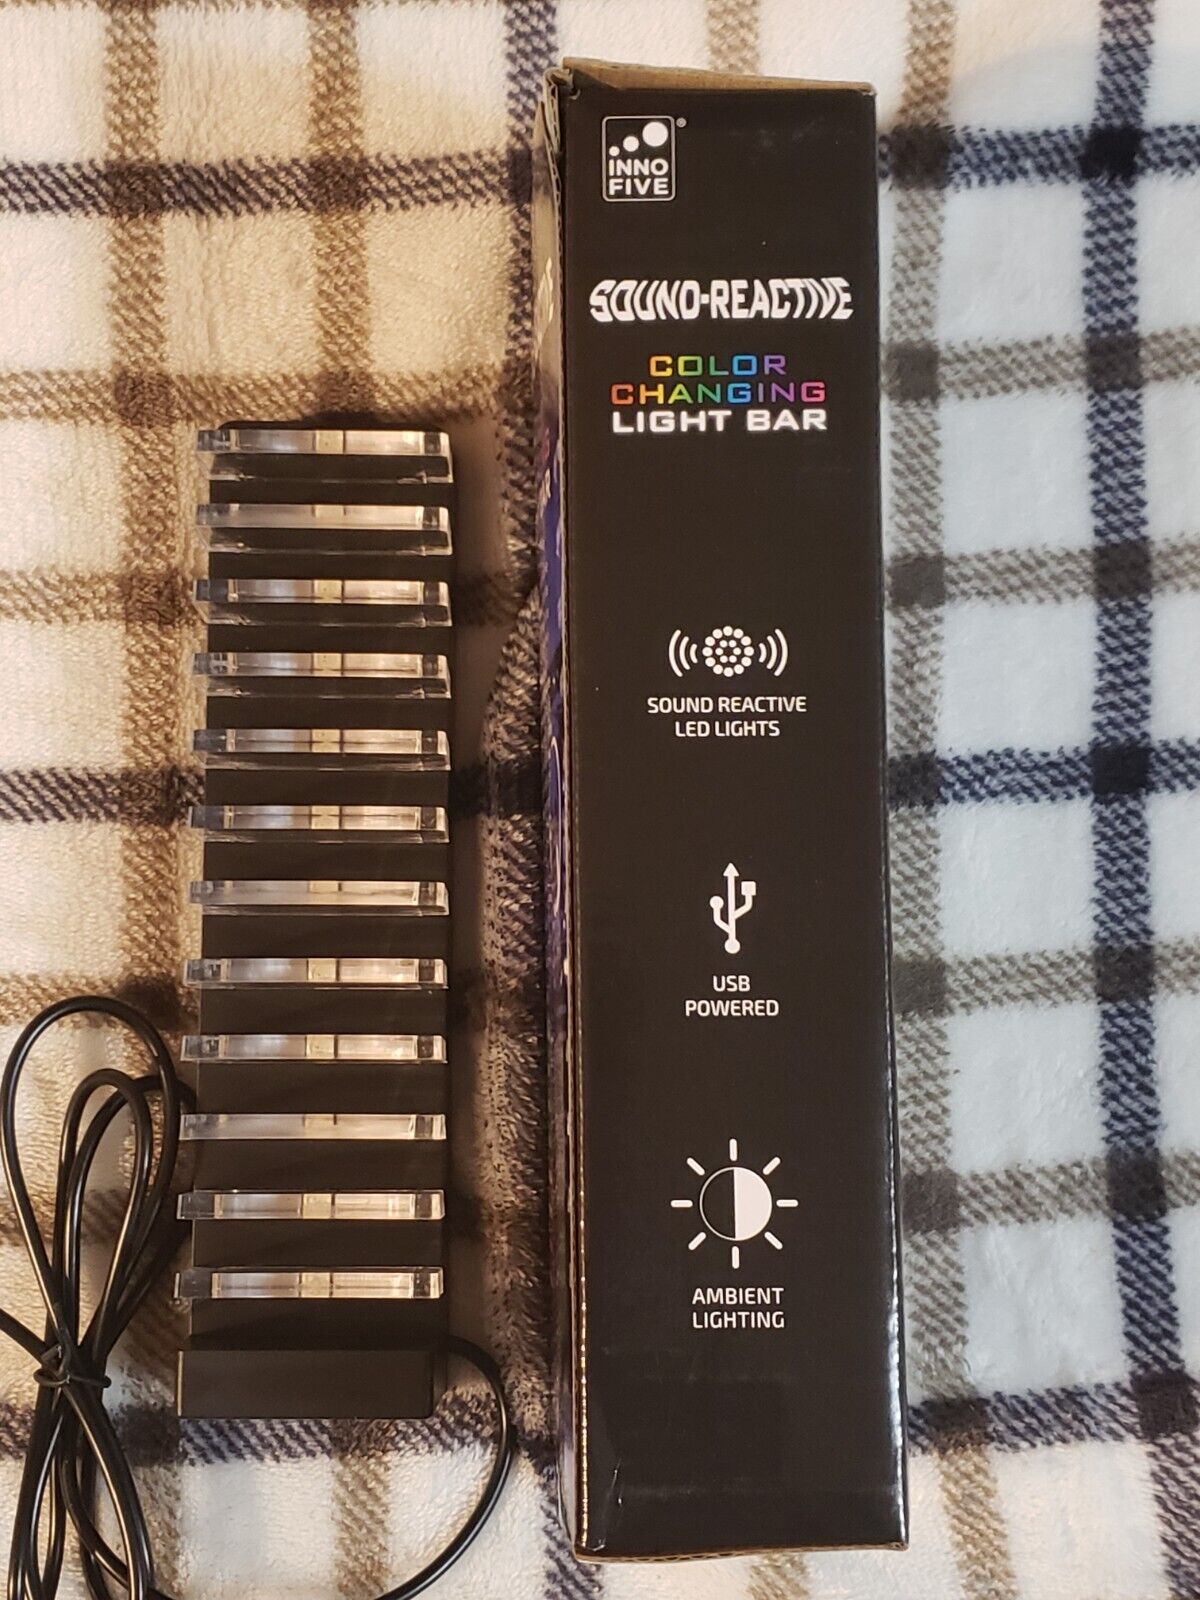 INNO
FIVE
®
SOUND-REACTIVE
COLOR
CHANGING
LIGHT BAR
SOUND REACTIVE
LED LIGHTS
USB
POWERED
AMBIENT
LIGHTING